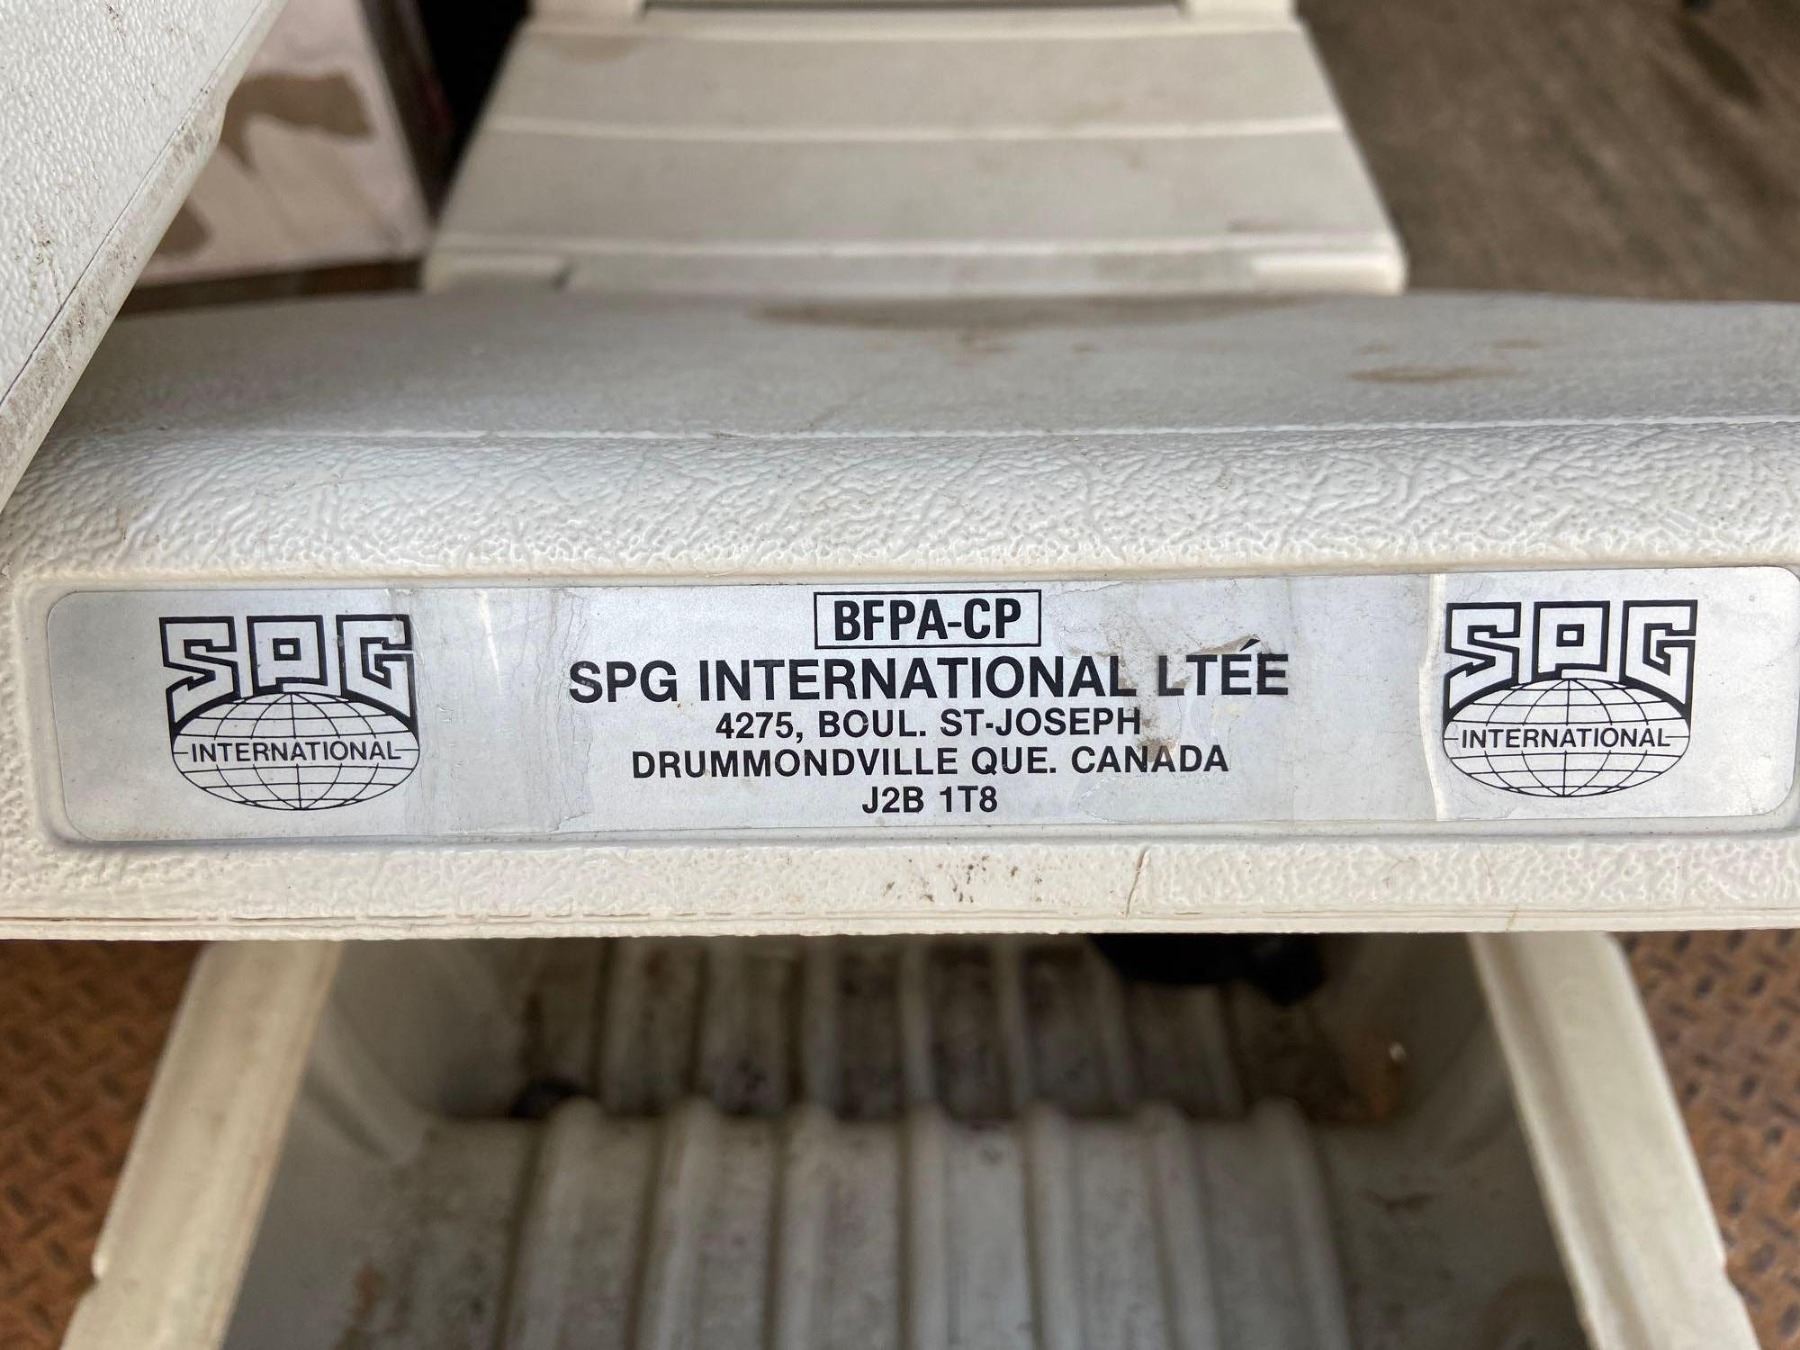 SPG
INTERNATIONAL
BFPA-CP
SPG INTERNATIONAL LTÉE
4275, BOUL. ST-JOSEPH
DRUMMONDVILLE QUE. CANADA
J2B 1T8
SPG
INTERNATIONAL